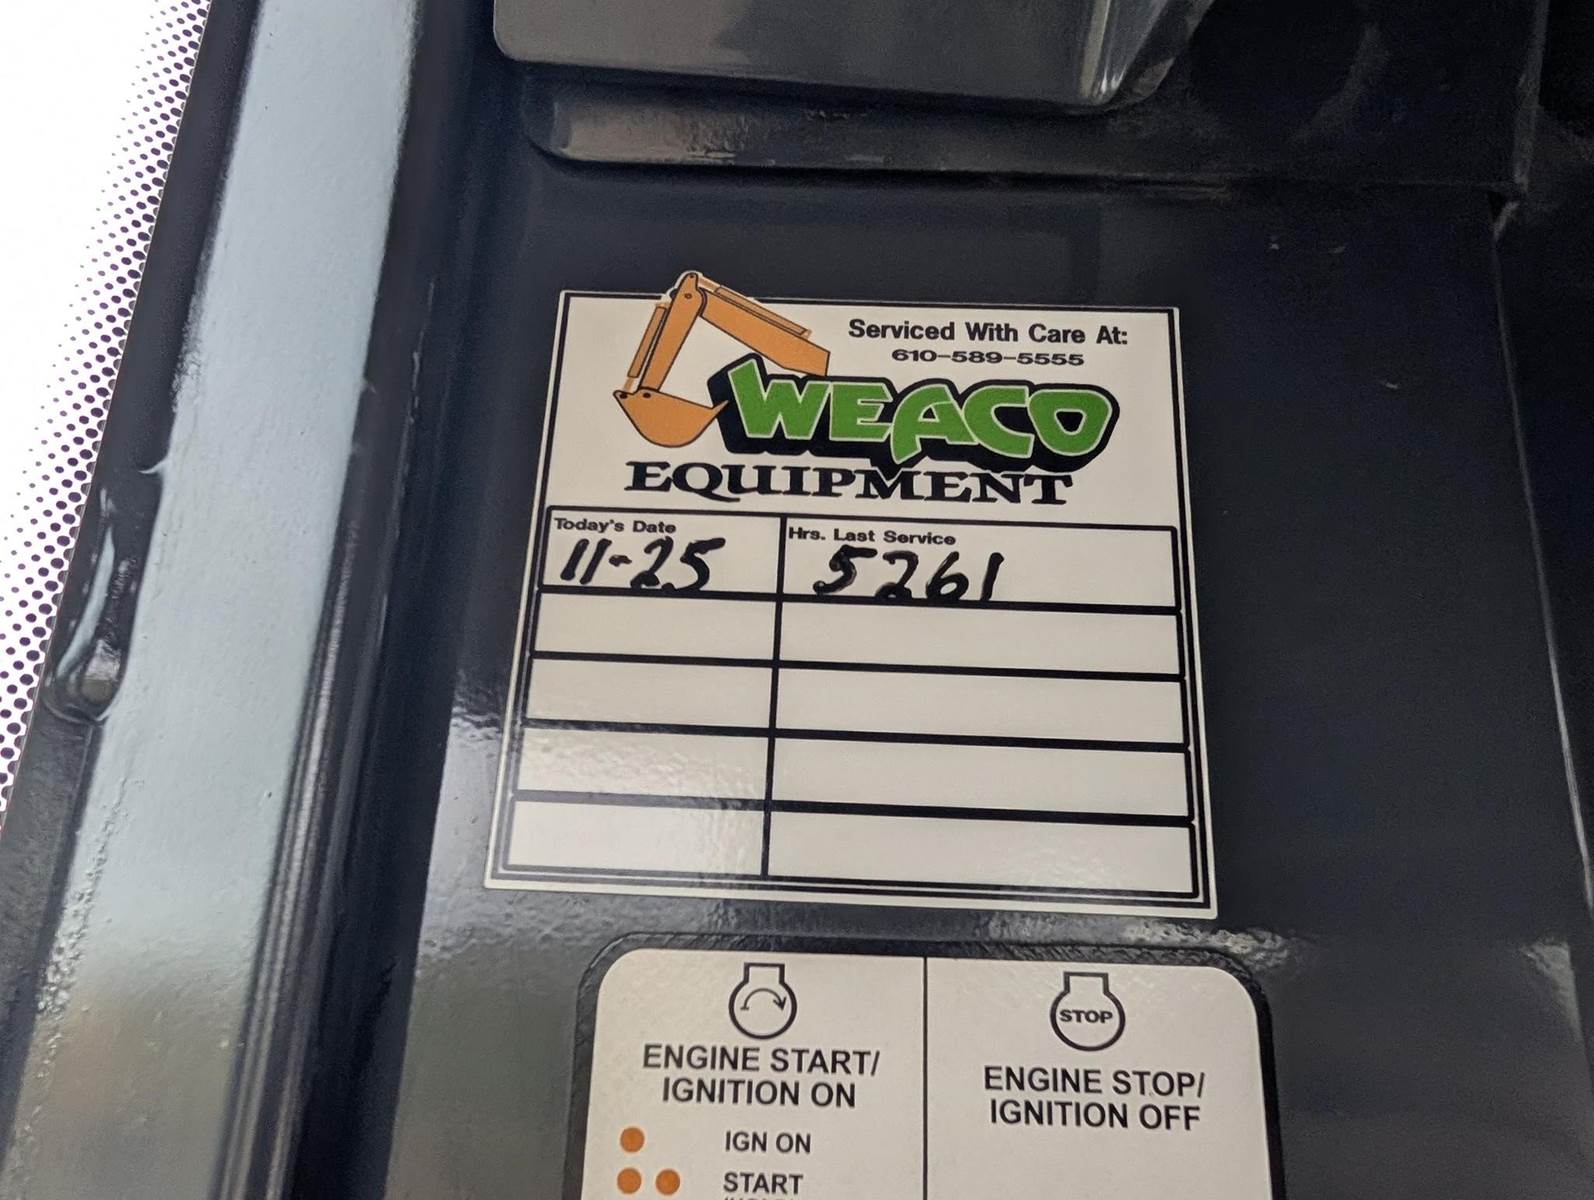 Serviced With Care At:
610-589-5555
WEACO
EQUIPMENT
Today's Date
Hrs. Last Service
11-25
5261
ENGINE START/
IGNITION ON
IGN ON
START
STOP
ENGINE STOP/
IGNITION OFF